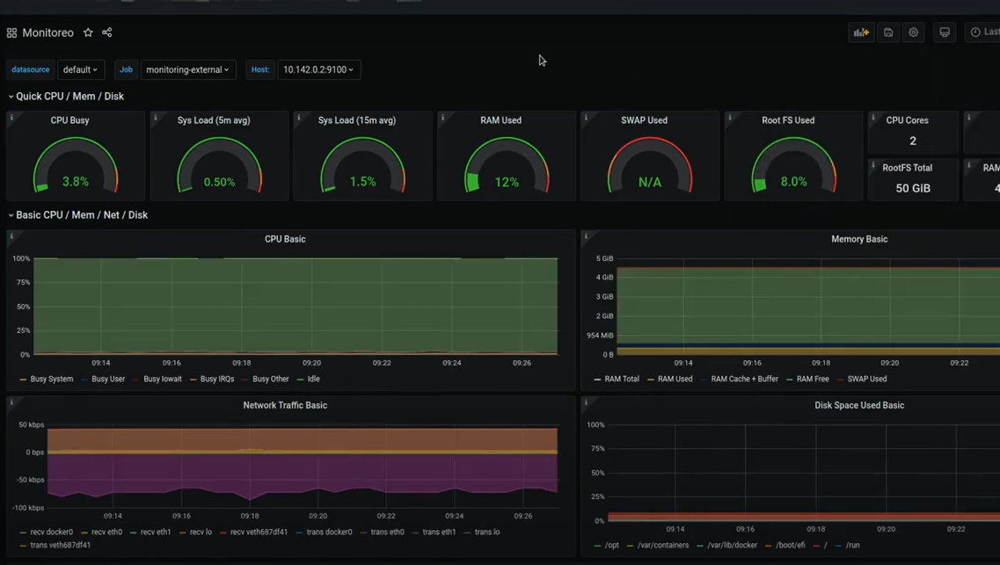 Monitoreo
Last
datasource default Job monitoring-external Host: 10.142.0.2:9100
Quick CPU / Mem / Disk
CPU Busy
3.8%
Sys Load (5m avg)
0.50%
Sys Load (15m avg)
1.5%
RAM Used
12%
SWAP Used
N/A
Root FS Used
8.0%
CPU Cores
2
RootFS Total
50 GiB
RAM
4
Basic CPU / Mem / Net / Disk
CPU Basic
100%
75%
50%
25%
0%
09:14 09:16 09:18 09:20 09:22 09:24 09:26
Busy System Busy User Busy Iowait Busy IRQs Busy Other Idle
Memory Basic
5 GiB
4 GiB
3 GiB
2 GiB
954 MiB
0 B
09:14 09:16 09:18 09:20 09:22
RAM Total RAM Used RAM Cache + Buffer RAM Free SWAP Used
Network Traffic Basic
50 kbps
0 bps
-50 kbps
-100 kbps
09:14 09:16 09:18 09:20 09:22 09:24 09:26
recv docker0 recv eth0 recv eth1 recv lo recv veth687df41 trans docker0 trans eth0 trans eth1 trans lo
trans veth687df41
Disk Space Used Basic
100%
75%
50%
25%
0%
09:14 09:16 09:18 09:20 09:22
/opt /var/containers /var/lib/docker /boot/efi / /run